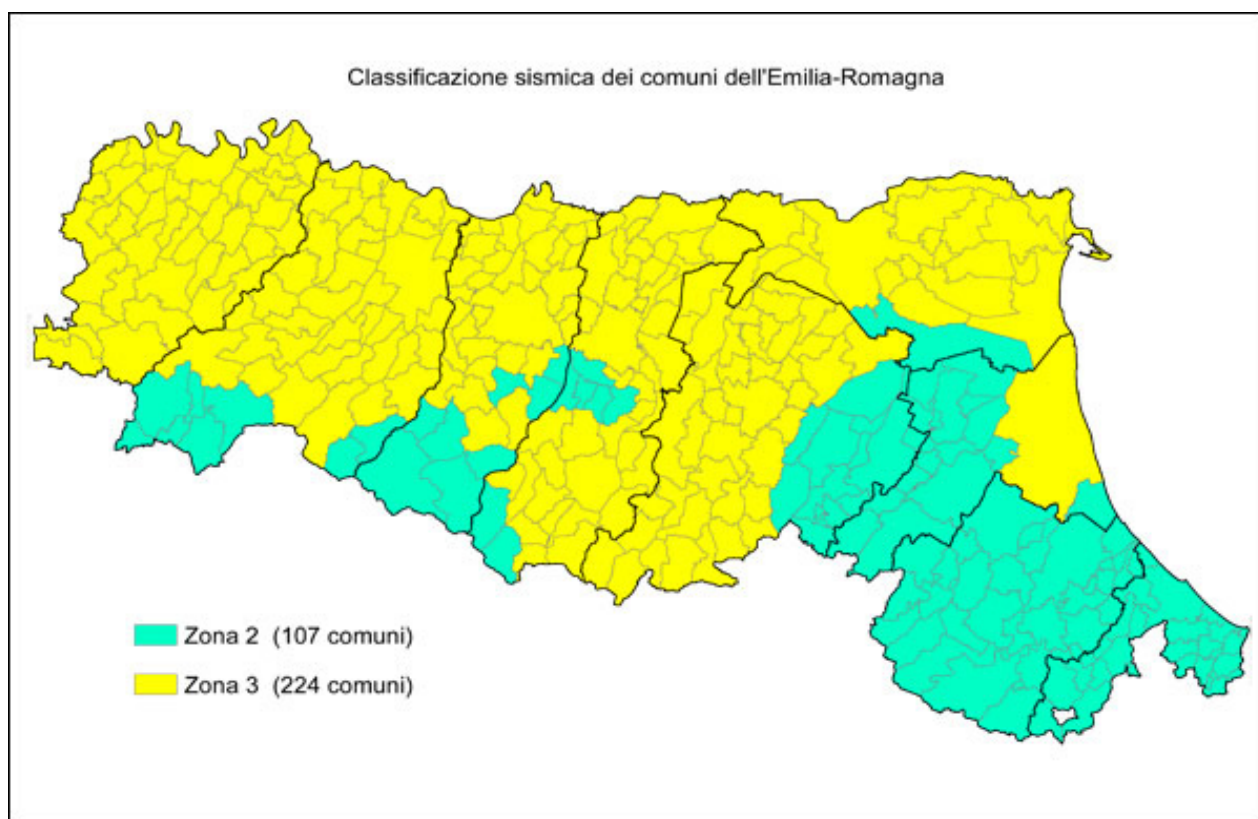 Classificazione sismica dei comuni dell'Emilia-Romagna
Zona 2 (107 comuni)
Zona 3 (224 comuni)